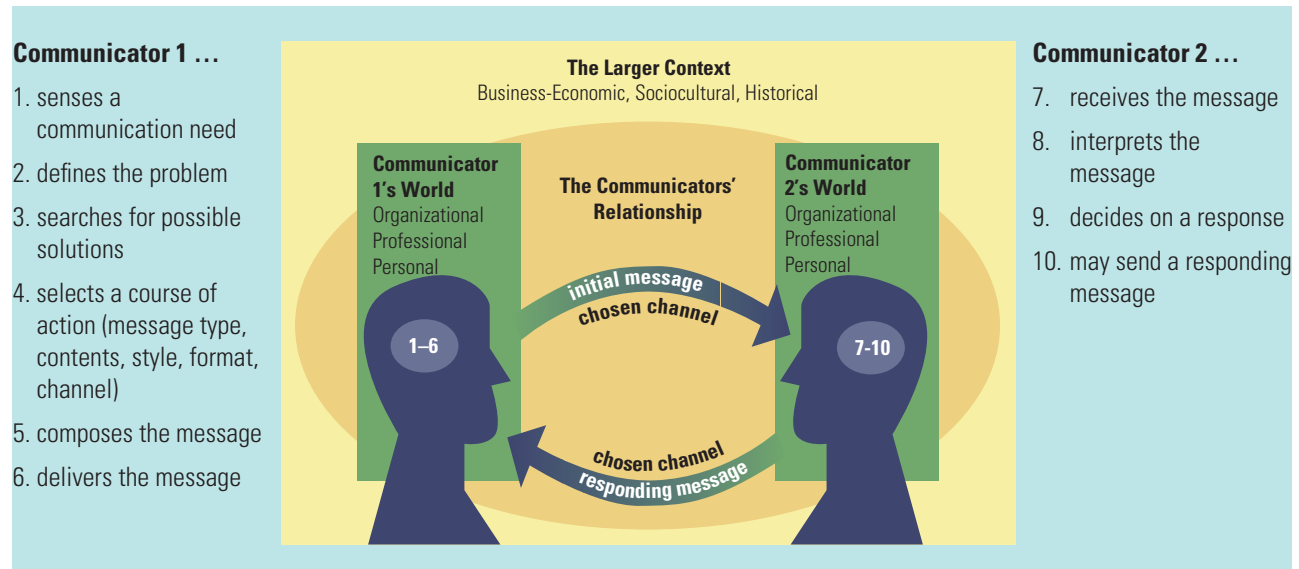 Communicator 1 …
1. senses a
communication need
2. defines the problem
3. searches for possible
solutions
4. selects a course of
action (message type,
contents, style, format,
channel)
5. composes the message
6. delivers the message
The Larger Context
Business-Economic, Sociocultural, Historical
Communicator
1's World
Organizational
Professional
Personal
The Communicators'
Relationship
Communicator
2's World
Organizational
Professional
Personal
initial message
chosen channel
1–6
7-10
chosen channel
responding message
Communicator 2 …
7. receives the message
8. interprets the
message
9. decides on a response
10. may send a responding
message